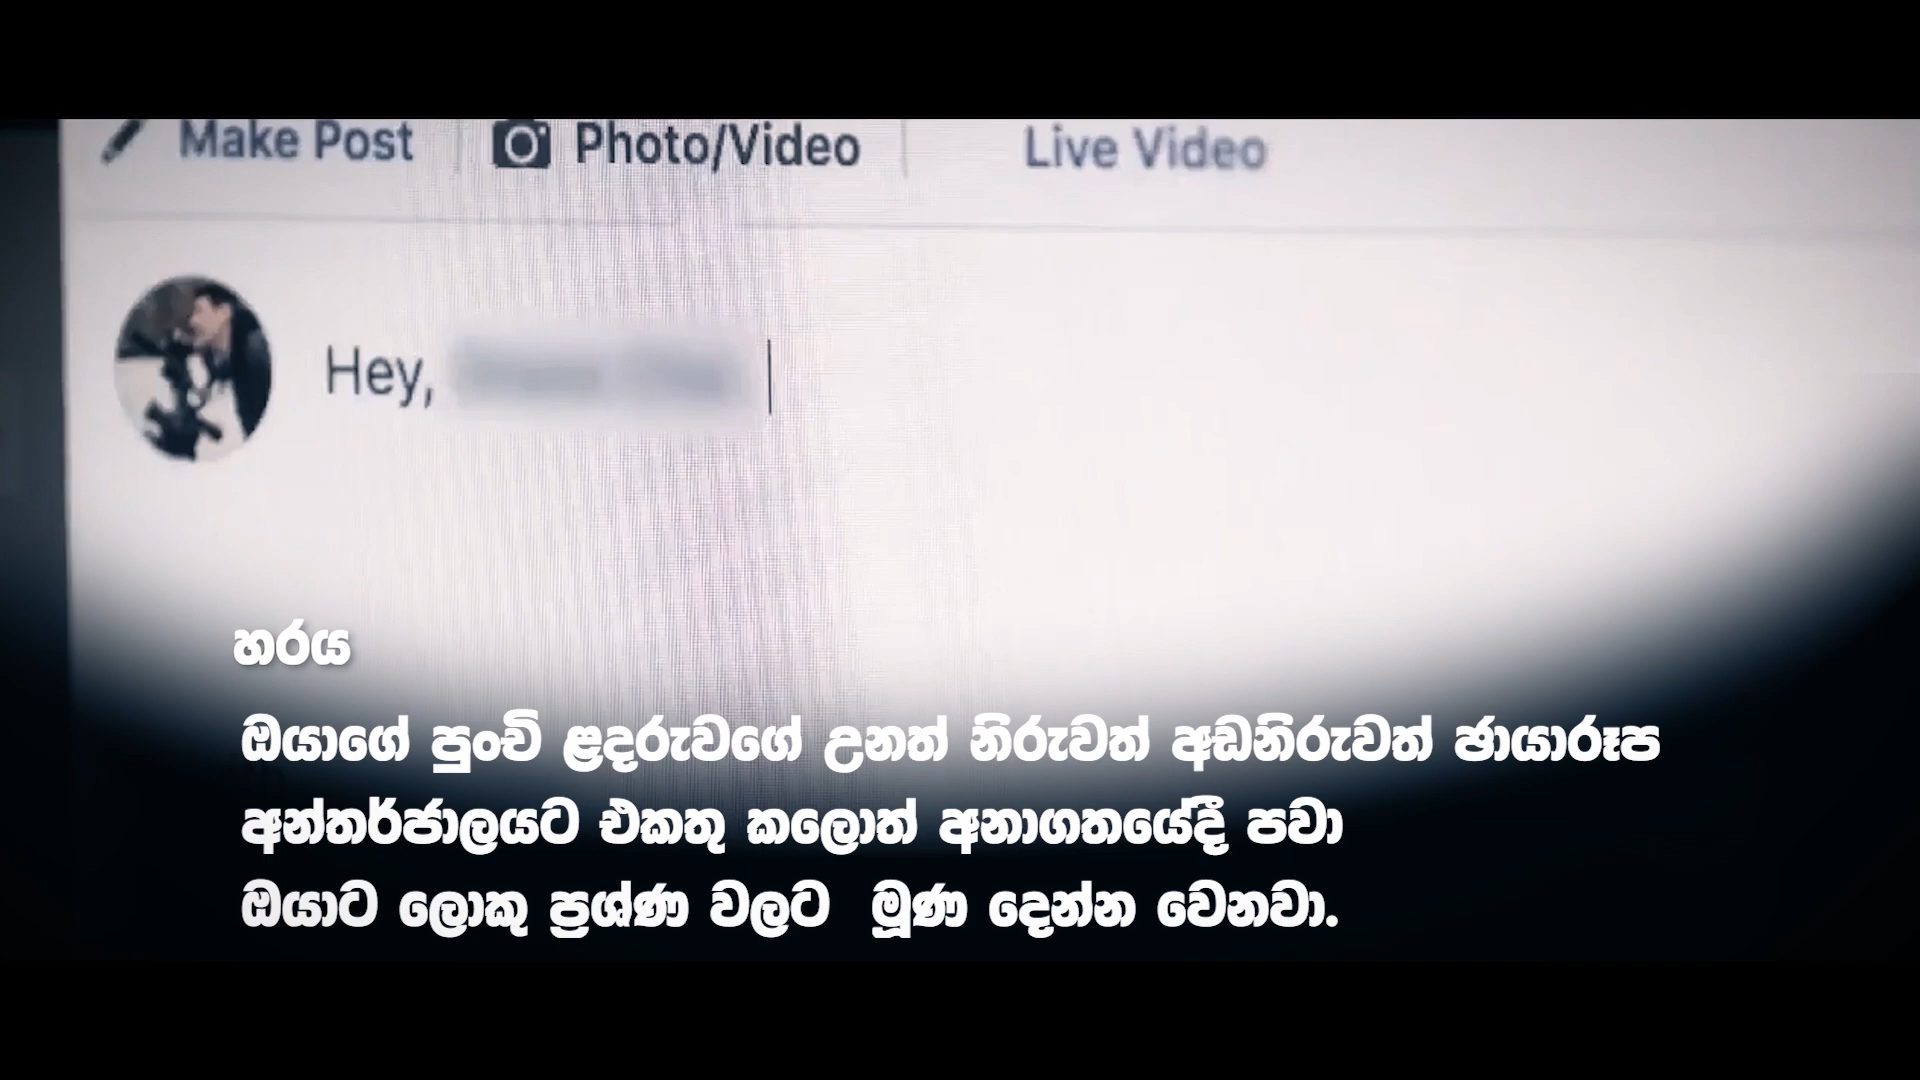 Make Post Photo/Video Live Video
Hey,
හරය
ඔයාගේ පුංචි ළදරුවගේ උනත් නිරුවත් අඩනිරුවත් ඡායාරූප
අන්තර්ජාලයට එකතු කලොත් අනාගතයේදී පවා
ඔයාට ලොකු ප්‍රශ්ණ වලට මූණ දෙන්න වෙනවා.